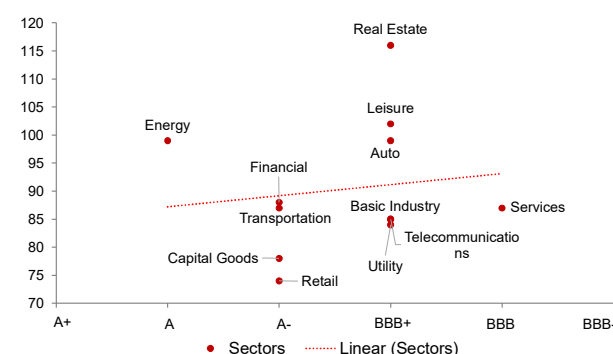 120
115
110
105
100
95
90
85
80
75
70
Real Estate
Leisure
Energy
Auto
Financial
Transportation
Basic Industry
Services
Telecommunicatio
ns
Capital Goods
Utility
Retail
A+ A A- BBB+ BBB BBB-
Sectors Linear (Sectors)